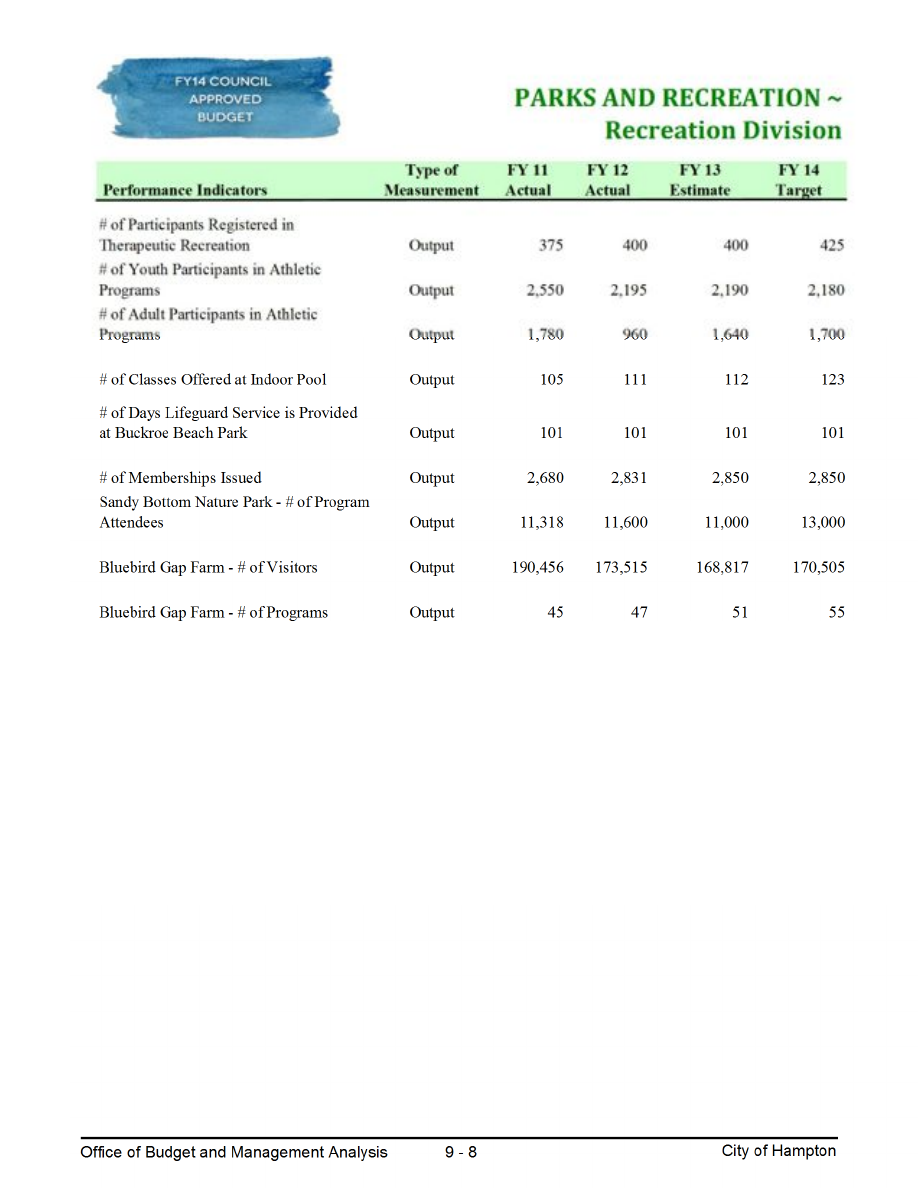 FY14 COUNCIL
APPROVED
BUDGET
PARKS AND RECREATION ~
Recreation Division
Type of FY 11 FY 12 FY 13 FY 14
Performance Indicators Measurement Actual Actual Estimate Target
# of Participants Registered in
Therapeutic Recreation Output 375 400 400 425
# of Youth Participants in Athletic
Programs Output 2,550 2,195 2,190 2,180
# of Adult Participants in Athletic
Programs Output 1,780 960 1,640 1,700
# of Classes Offered at Indoor Pool Output 105 111 112 123
# of Days Lifeguard Service is Provided
at Buckroe Beach Park Output 101 101 101 101
# of Memberships Issued Output 2,680 2,831 2,850 2,850
Sandy Bottom Nature Park - # of Program
Attendees Output 11,318 11,600 11,000 13,000
Bluebird Gap Farm - # of Visitors Output 190,456 173,515 168,817 170,505
Bluebird Gap Farm - # of Programs Output 45 47 51 55
Office of Budget and Management Analysis 9 - 8 City of Hampton